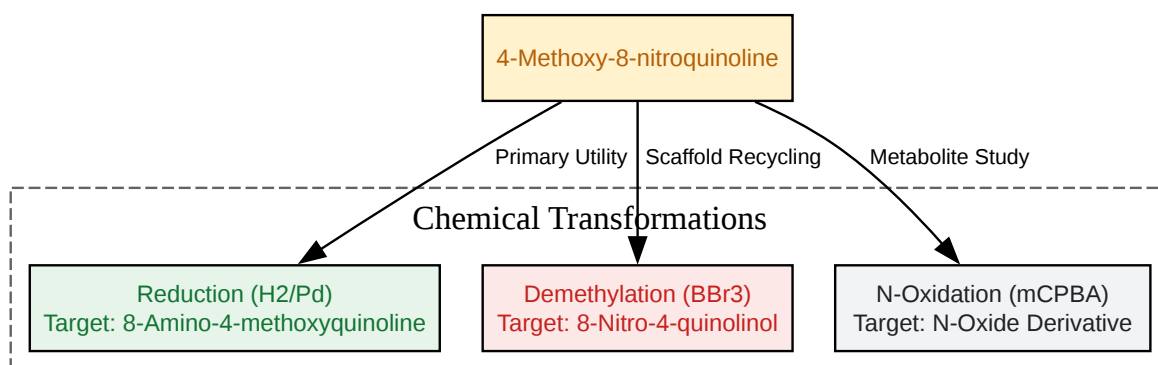 4-Methoxy-8-nitroquinoline
Primary Utility
Scaffold Recycling
Metabolite Study
Chemical Transformations
Reduction (H2/Pd)
Target: 8-Amino-4-methoxyquinoline
Demethylation (BBr3)
Target: 8-Nitro-4-quinolinol
N-Oxidation (mCPBA)
Target: N-Oxide Derivative